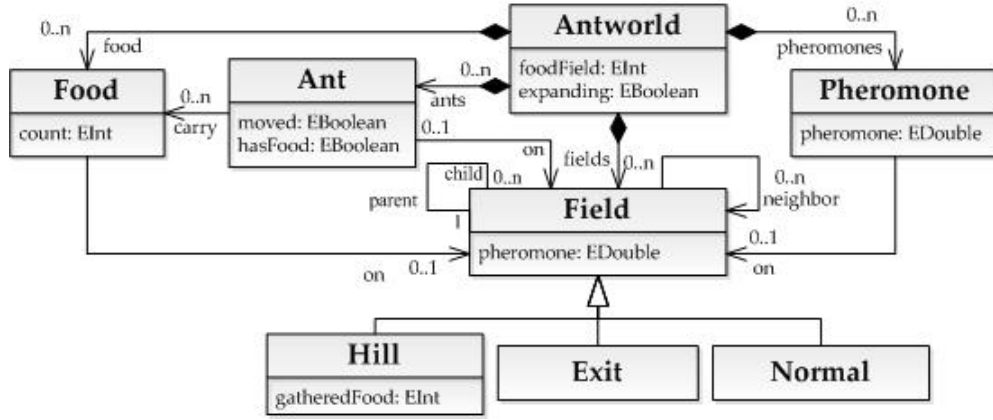 0..n
Antworld
0..n
food
pheromones
foodField: EInt
expanding: EBoolean
Food
count: EInt
0..n
carry
Ant
moved: EBoolean
hasFood: EBoolean
0..n
ants
0..1
on
fields
0..n
Pheromone
pheromone: EDouble
child
0..n
parent
1
Field
pheromone: EDouble
0..n
neighbor
on
0..1
0..1
on
Hill
gatheredFood: EInt
Exit
Normal